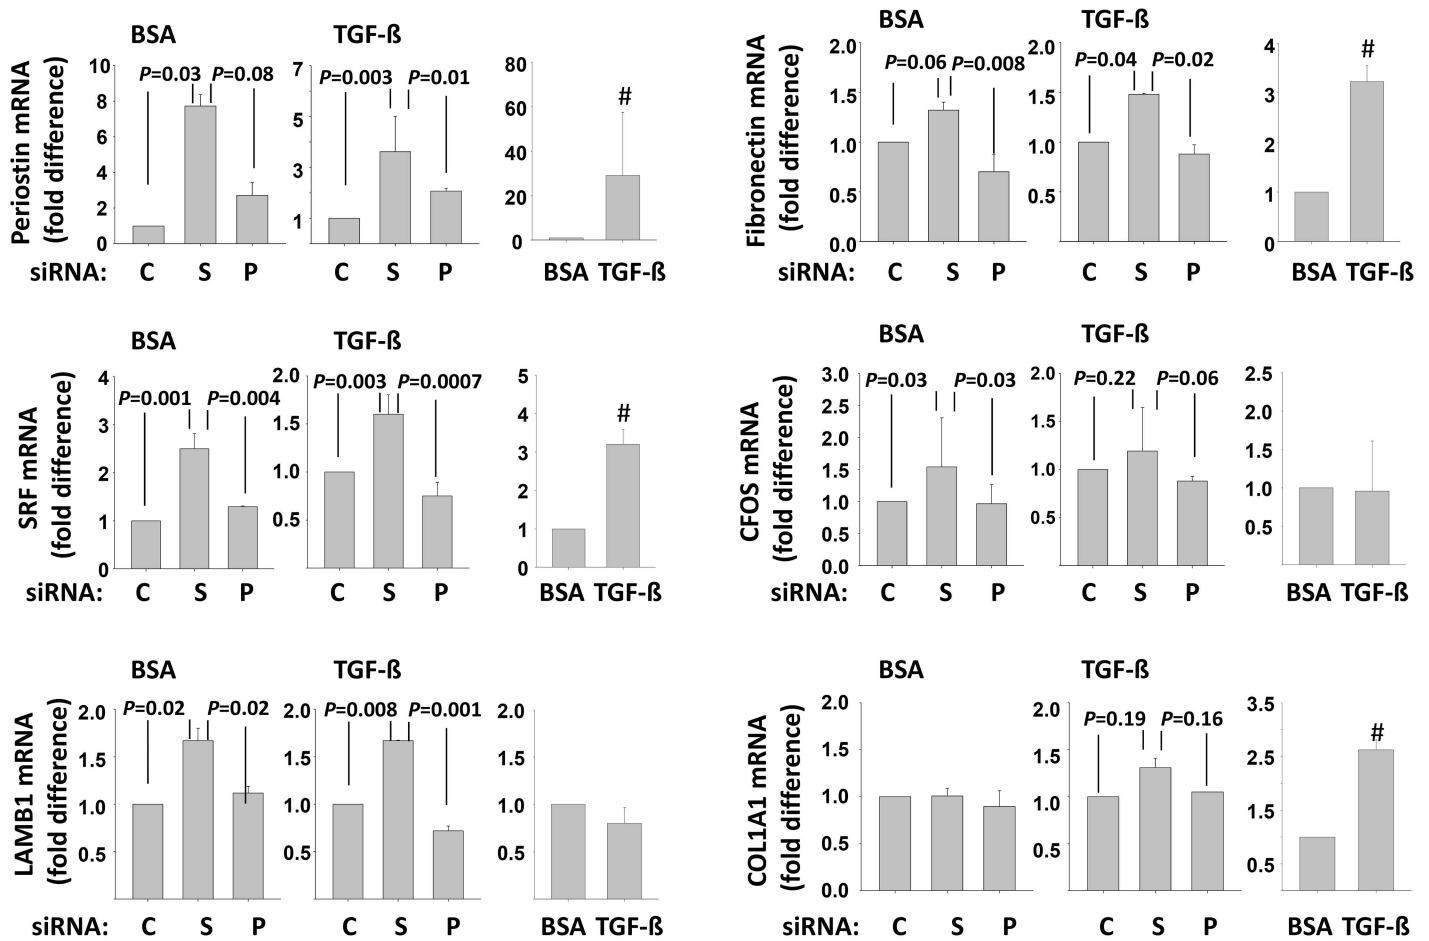 BSA
TGF-ß
Periostin mRNA
(fold difference)
10
8
6
4
2
0
P=0.03
P=0.08
7
5
3
1
P=0.003
P=0.01
80
60
40
20
0
#
siRNA:
C
S
P
C
S
P
BSA TGF-ß
BSA
TGF-ß
Fibronectin mRNA
(fold difference)
2.0
1.5
1.0
0.5
0.0
P=0.06
P=0.008
2.0
1.5
1.0
0.5
P=0.04
P=0.02
4
3
2
1
0
#
siRNA:
C
S
P
C
S
P
BSA TGF-ß
BSA
TGF-ß
SRF mRNA
(fold difference)
4
3
2
1
0
P=0.001
P=0.004
2.0
1.5
1.0
0.5
P=0.003
P=0.0007
5
4
3
2
1
0
#
siRNA:
C
S
P
C
S
P
BSA TGF-ß
BSA
TGF-ß
CFOS mRNA
(fold difference)
3.0
2.5
2.0
1.5
1.0
0.5
0.0
P=0.03
P=0.03
2.0
1.5
1.0
0.5
P=0.22
P=0.06
2.5
2.0
1.5
1.0
0.5
siRNA:
C
S
P
C
S
P
BSA TGF-ß
BSA
TGF-ß
LAMB1 mRNA
(fold difference)
2.0
1.5
1.0
0.5
P=0.02
P=0.02
2.0
1.5
1.0
0.5
P=0.008
P=0.001
2.0
1.5
1.0
0.5
siRNA:
C
S
P
C
S
P
BSA TGF-ß
BSA
TGF-ß
COL1A1 mRNA
(fold difference)
2.0
1.5
1.0
0.5
0.0
2.0
1.5
1.0
0.5
P=0.19
P=0.16
3.5
2.5
1.5
0.5
#
siRNA:
C
S
P
C
S
P
BSA TGF-ß